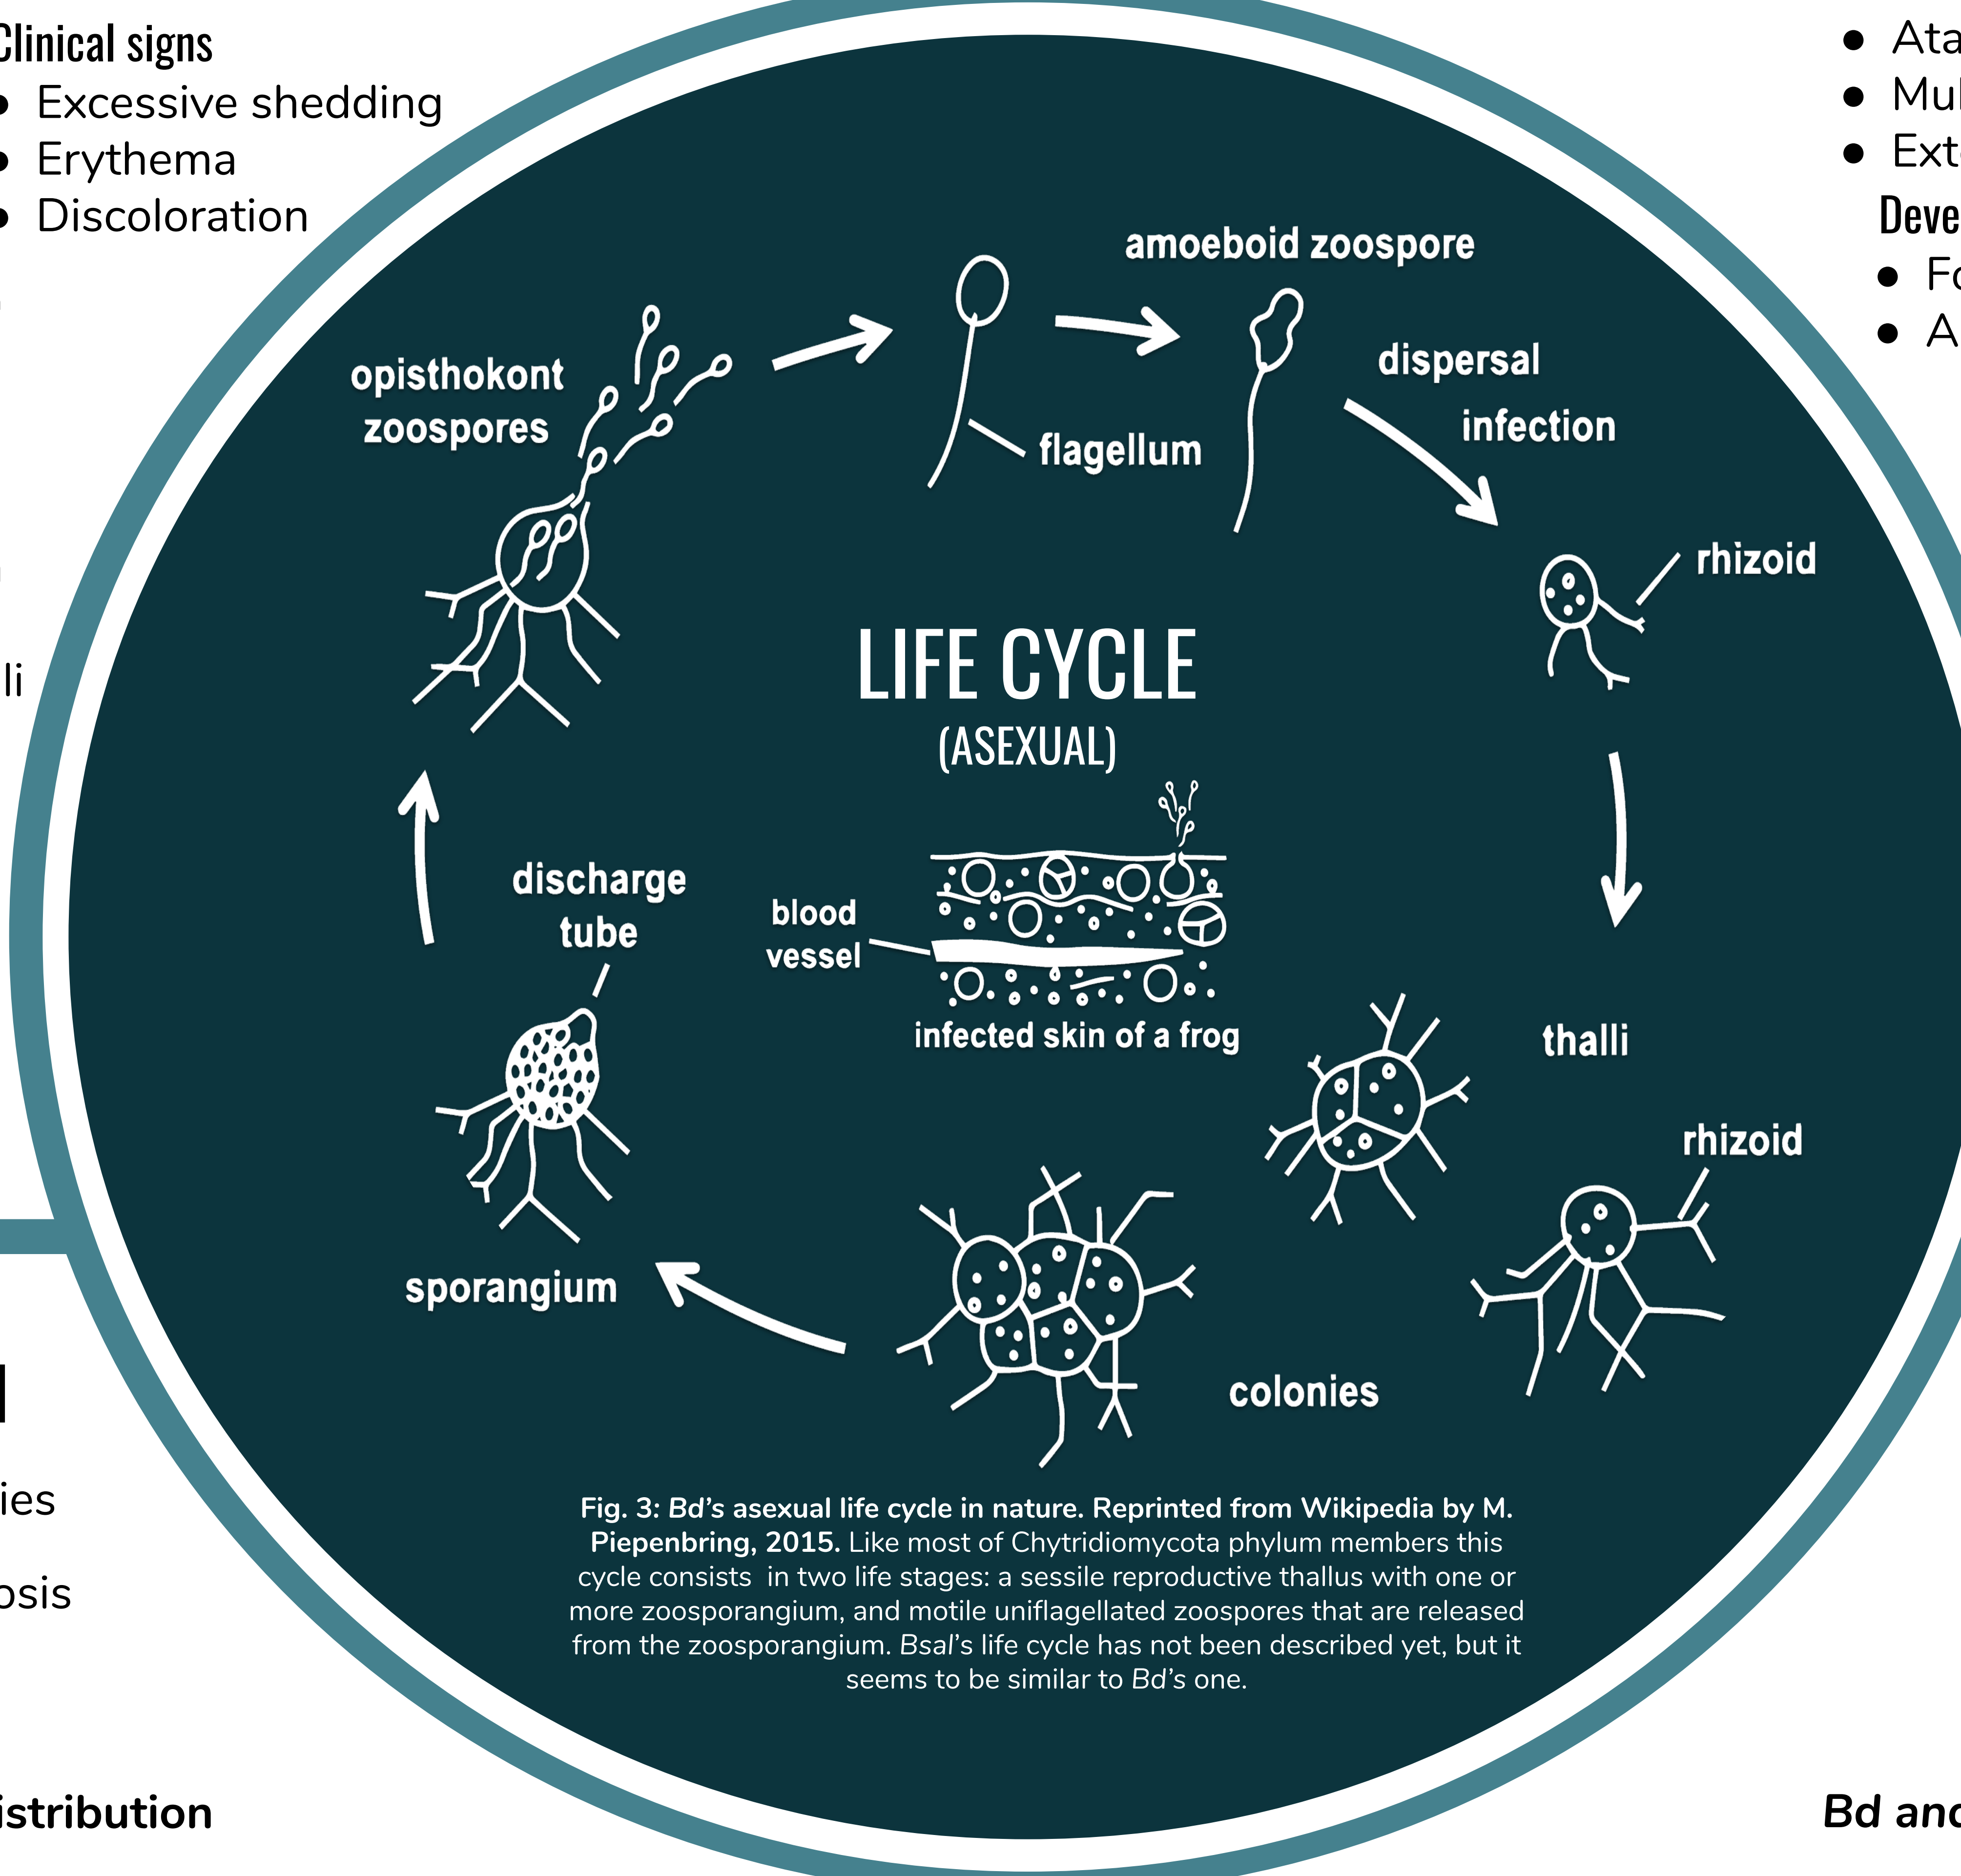 Clinical signs
Excessive shedding
Erythema
Discoloration
amoeboid zoospore
opisthokont
zoospores
flagellum
dispersal
infection
rhizoid
LIFE CYCLE
(ASEXUAL)
discharge
tube
blood
vessel
infected skin of a frog
thalli
rhizoid
sporangium
colonies
Fig. 3: Bd's asexual life cycle in nature. Reprinted from Wikipedia by M.
Piepenbring, 2015. Like most of Chytridiomycota phylum members this
cycle consists in two life stages: a sessile reproductive thallus with one or
more zoosporangium, and motile uniflagellated zoospores that are released
from the zoosporangium. Bsal's life cycle has not been described yet, but it
seems to be similar to Bd's one.
Bd